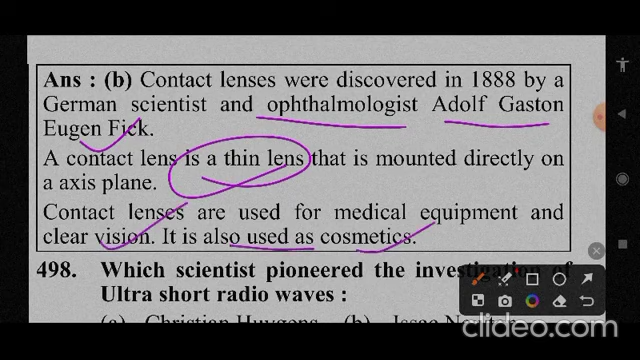 Ans : (b) Contact lenses were discovered in 1888 by a
German scientist and ophthalmologist Adolf Gaston
Eugen Fick.
A contact lens is a thin lens that is mounted directly on
a axis plane.
Contact lenses are used for medical equipment and
clear vision. It is also used as cosmetics.
498. Which scientist pioneered the investigation of
Ultra short radio waves :
(a) Christian Huygens (b) Issac
clideo.com